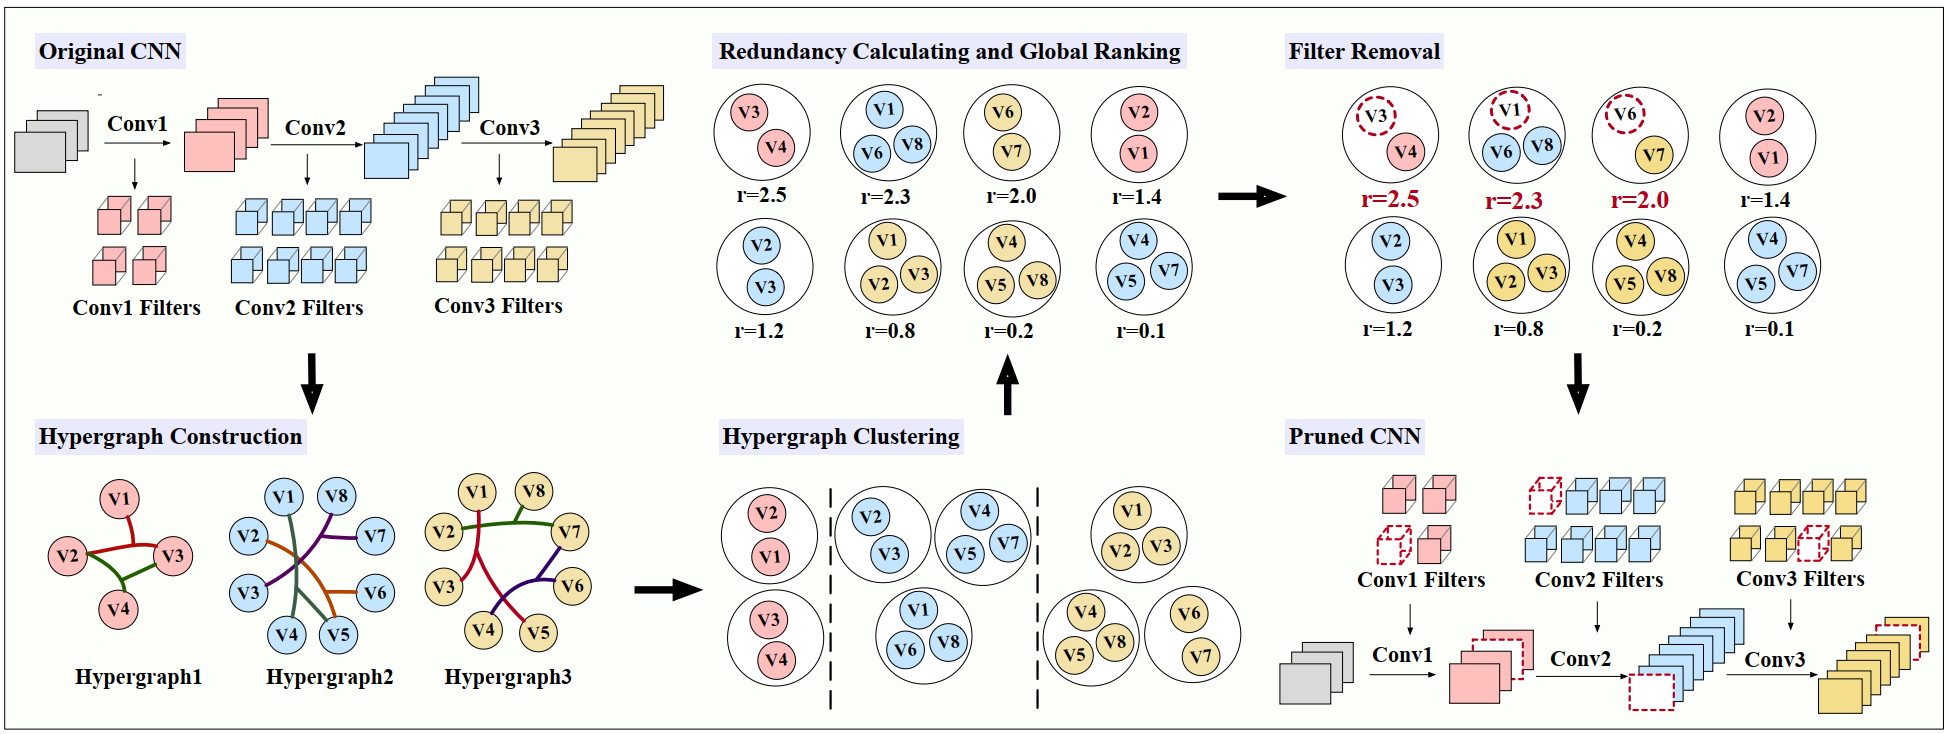 Original CNN
Conv1
Conv2
Conv3
Conv1 Filters
Conv2 Filters
Conv3 Filters
Hypergraph Construction
V1
V2
V3
V4
Hypergraph1
V1
V8
V2
V7
V3
V6
V4
V5
Hypergraph2
V1
V8
V2
V7
V3
V6
V4
V5
Hypergraph3
Hypergraph Clustering
V2
V1
V3
V4
V2
V3
V4
V5
V7
V1
V6
V8
V1
V2
V3
V4
V5
V8
V6
V7
Redundancy Calculating and Global Ranking
V3
V4
r=2.5
V1
V6
V8
r=2.3
V6
V7
r=2.0
V2
V1
r=1.4
V2
V3
r=1.2
V1
V2
V3
r=0.8
V4
V5
V8
r=0.2
V4
V5
V7
r=0.1
Filter Removal
V3
V4
r=2.5
V1
V6
V8
r=2.3
V6
V7
r=2.0
V2
V1
r=1.4
V2
V3
r=1.2
V1
V2
V3
r=0.8
V4
V5
V8
r=0.2
V4
V5
V7
r=0.1
Pruned CNN
Conv1 Filters
Conv2 Filters
Conv3 Filters
Conv1
Conv2
Conv3